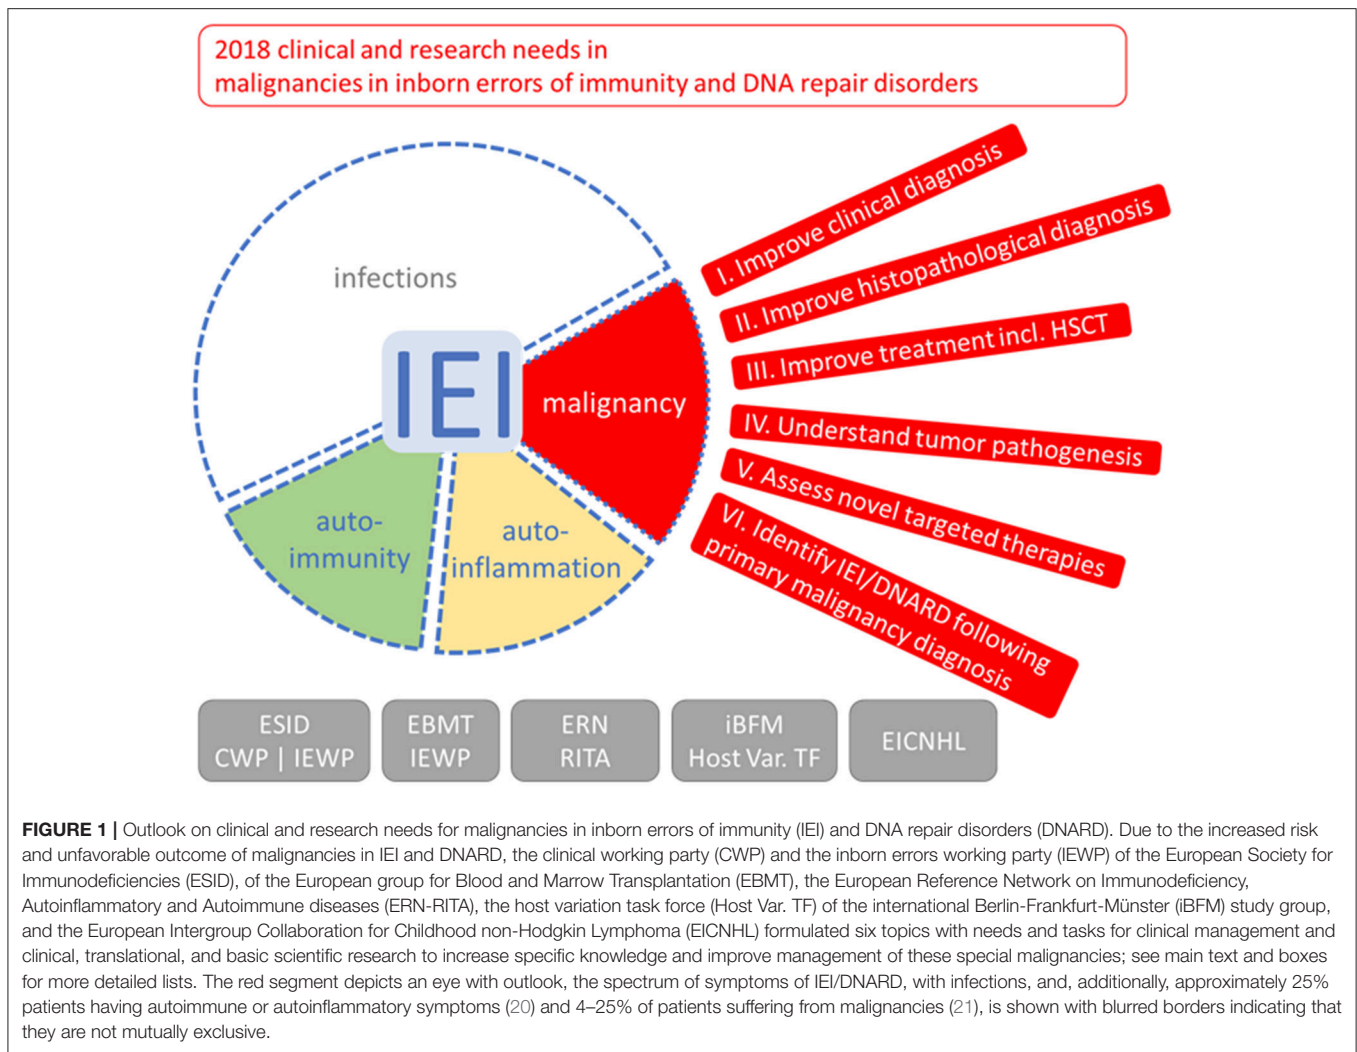 2018 clinical and research needs in
malignancies in inborn errors of immunity and DNA repair disorders
infections
IEI
malignancy
auto-
immunity
auto-
inflammation
I. Improve clinical diagnosis
II. Improve histopathological diagnosis
III. Improve treatment incl. HSCT
IV. Understand tumor pathogenesis
V. Assess novel targeted therapies
VI. Identify IEI/DNARD following
primary malignancy diagnosis
ESID
CWP | IEWP
EBMT
IEWP
ERN
RITA
iBFM
Host Var. TF
EICNHL
FIGURE 1 | Outlook on clinical and research needs for malignancies in inborn errors of immunity (IEI) and DNA repair disorders (DNARD). Due to the increased risk
and unfavorable outcome of malignancies in IEI and DNARD, the clinical working party (CWP) and the inborn errors working party (IEWP) of the European Society for
Immunodeficiencies (ESID), of the European group for Blood and Marrow Transplantation (EBMT), the European Reference Network on Immunodeficiency,
Autoinflammatory and Autoimmune diseases (ERN-RITA), the host variation task force (Host Var. TF) of the international Berlin-Frankfurt-Münster (iBFM) study group,
and the European Intergroup Collaboration for Childhood non-Hodgkin Lymphoma (EICNHL) formulated six topics with needs and tasks for clinical management and
clinical, translational, and basic scientific research to increase specific knowledge and improve management of these special malignancies; see main text and boxes
for more detailed lists. The red segment depicts an eye with outlook, the spectrum of symptoms of IEI/DNARD, with infections, and, additionally, approximately 25%
patients having autoimmune or autoinflammatory symptoms (20) and 4–25% of patients suffering from malignancies (21), is shown with blurred borders indicating that
they are not mutually exclusive.